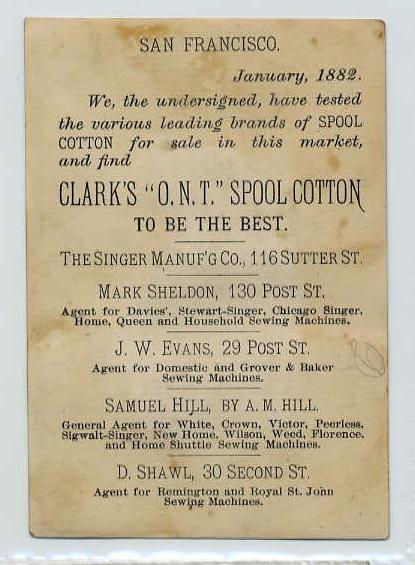 SAN FRANCISCO.
January, 1882.
We, the undersigned, have tested
the various leading brands of SPOOL
COTTON for sale in this market,
and find
CLARK'S "O.N.T." SPOOL COTTON
TO BE THE BEST.
THE SINGER MANUF'G CO., 116 SUTTER ST.
MARK SHELDON, 130 POST ST.
Agent for Davies', Stewart-Singer, Chicago Singer,
Home, Queen and Household Sewing Machines.
J. W. EVANS, 29 POST ST.
Agent for Domestic and Grover & Baker
Sewing Machines.
SAMUEL HILL, BY A. M. HILL,
General Agent for White, Crown, Victor, Peerless,
Sigwalt-Singer, New Home, Wilson, Weed, Florence,
and Home Shuttle Sewing Machines.
D. SHAWL, 30 SECOND ST.
Agent for Remington and Royal St. John
Sewing Machines.